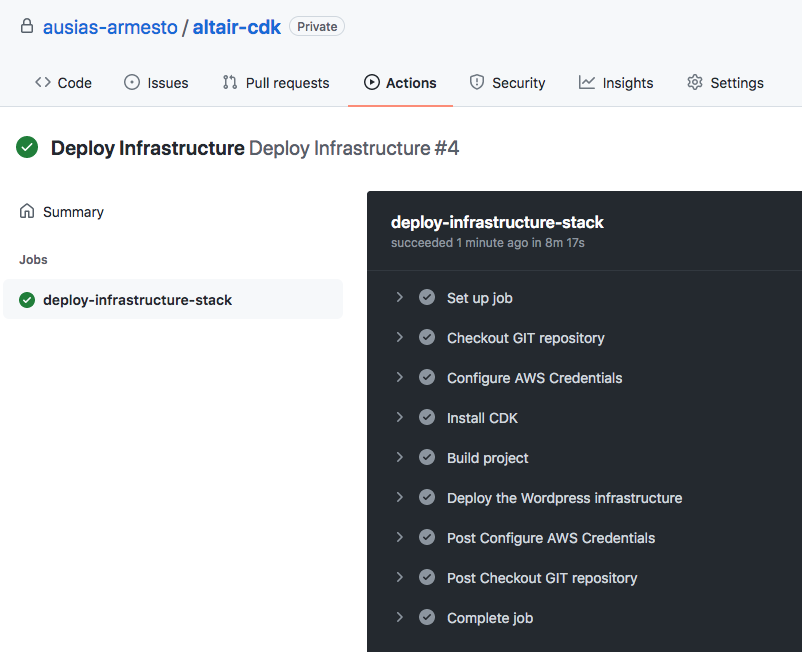 ausias-armesto / altair-cdk Private
Code Issues Pull requests Actions Security Insights Settings
Deploy Infrastructure Deploy Infrastructure #4
Summary
Jobs
deploy-infrastructure-stack
deploy-infrastructure-stack
succeeded 1 minute ago in 8m 17s
Set up job
Checkout GIT repository
Configure AWS Credentials
Install CDK
Build project
Deploy the Wordpress infrastructure
Post Configure AWS Credentials
Post Checkout GIT repository
Complete job